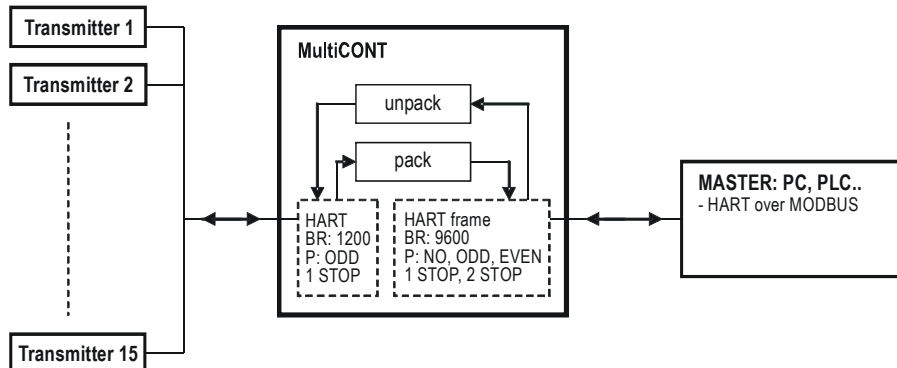 Transmitter 1
Transmitter 2
Transmitter 15
MultiCONT
unpack
pack
HART
BR: 1200
P: ODD
1 STOP
HART frame
BR: 9600
P: NO, ODD, EVEN
1 STOP, 2 STOP
MASTER: PC, PLC..
- HART over MODBUS